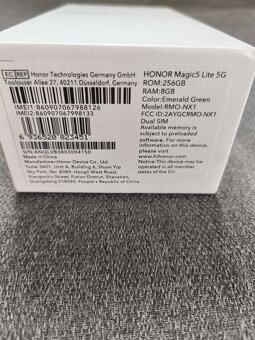 EC REP Honor Technologies Germany GmbH
Toulouser Allee 27, 40211 Düsseldorf, Germany
IMEI1:860907067988126
IMEI2:860907067998133
6 936520 823451
S/N:ANQLVB3803004150
Made in China
Manufacturer:Honor Device Co., Ltd.
Suite 3401, Unit A, Building 6, Shum Yip
Sky Park, No. 8089, Hongli West Road,
Xiangmihu Street, Futian District, Shenzhen,
Guangdong 518040, People's Republic of China
HONOR Magic5 Lite 5G
ROM:256GB
RAM:8GB
Color:Emerald Green
Model:RMO-NX1
FCC ID:2AYGCRMO-NX1
Dual SIM
Available memory is
subject to preloaded
software. For more
information on this device,
please visit
www.hihonor.com
Notice:This device may be
operated in all member
states of the EU.